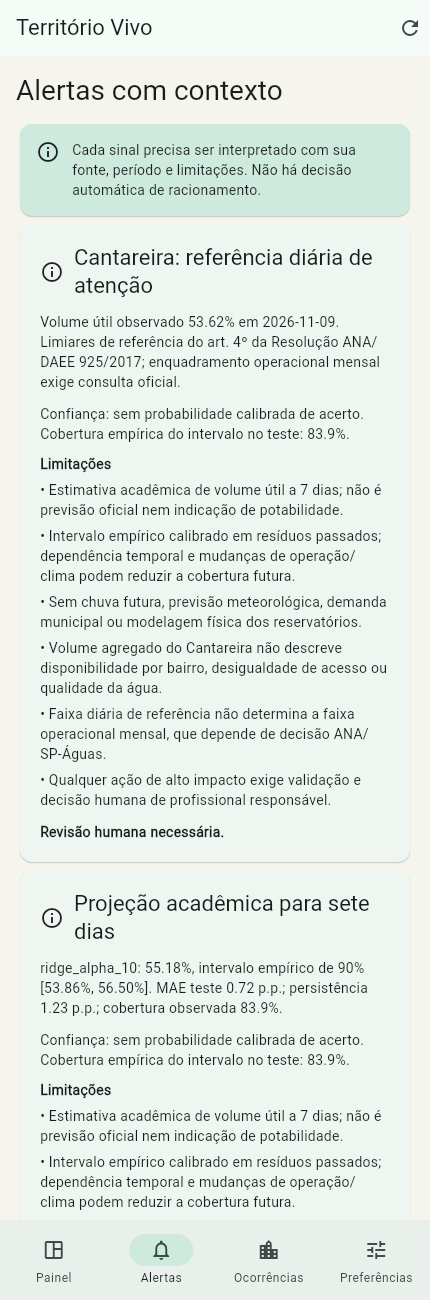 Território Vivo
Alertas com contexto
Cada sinal precisa ser interpretado com sua
fonte, período e limitações. Não há decisão
automática de racionamento.
Cantareira: referência diária de
atenção
Volume útil observado 53.62% em 2026-11-09.
Limiares de referência do art. 4º da Resolução ANA/
DAEE 925/2017; enquadramento operacional mensal
exige consulta oficial.
Confiança: sem probabilidade calibrada de acerto.
Cobertura empírica do intervalo no teste: 83.9%.
Limitações
• Estimativa acadêmica de volume útil a 7 dias; não é
previsão oficial nem indicação de potabilidade.
• Intervalo empírico calibrado em resíduos passados;
dependência temporal e mudanças de operação/
clima podem reduzir a cobertura futura.
• Sem chuva futura, previsão meteorológica, demanda
municipal ou modelagem física dos reservatórios.
• Volume agregado do Cantareira não descreve
disponibilidade por bairro, desigualdade de acesso ou
qualidade da água.
• Faixa diária de referência não determina a faixa
operacional mensal, que depende de decisão ANA/
SP-Águas.
• Qualquer ação de alto impacto exige validação e
decisão humana de profissional responsável.
Revisão humana necessária.
Projeção acadêmica para sete
dias
ridge_alpha_10: 55.18%, intervalo empírico de 90%
[53.86%, 56.50%]. MAE teste 0.72 p.p.; persistência
1.23 p.p.; cobertura observada 83.9%.
Confiança: sem probabilidade calibrada de acerto.
Cobertura empírica do intervalo no teste: 83.9%.
Limitações
• Estimativa acadêmica de volume útil a 7 dias; não é
previsão oficial nem indicação de potabilidade.
• Intervalo empírico calibrado em resíduos passados;
dependência temporal e mudanças de operação/
clima podem reduzir a cobertura futura.
Painel
Alertas
Ocorrências
Preferências